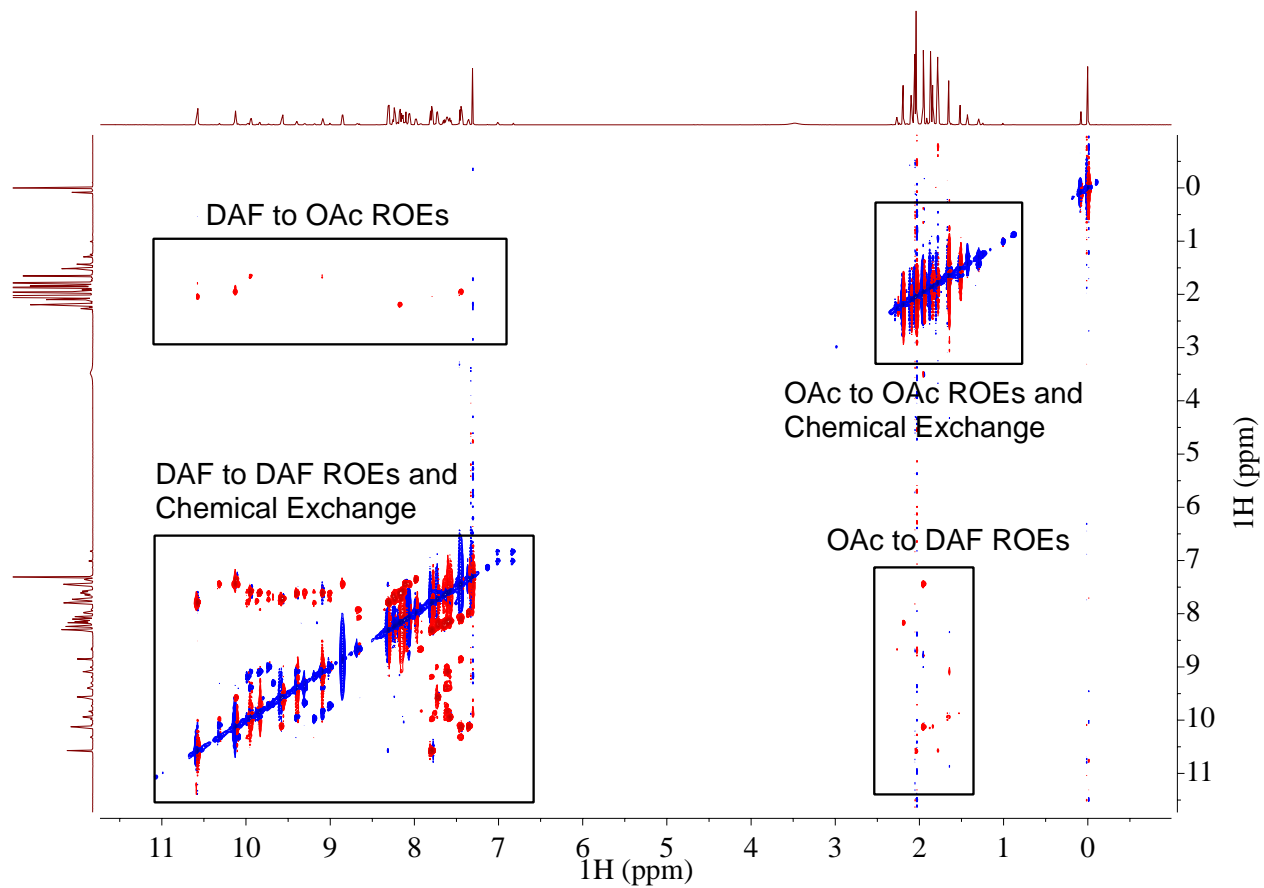 DAF to OAc ROEs
0
1
2
3
4
5
6
7
8
9
10
11
1H (ppm)
OAc to OAc ROEs and
Chemical Exchange
DAF to DAF ROEs and
Chemical Exchange
OAc to DAF ROEs
11 10 9 8 7 6 5 4 3 2 1 0
1H (ppm)